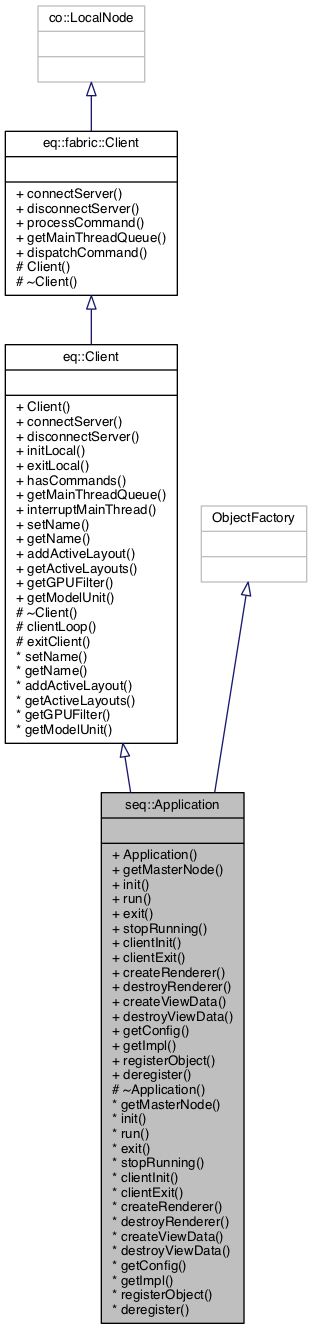 co::LocalNode
eq::fabric::Client
+ connectServer()
+ disconnectServer()
+ processCommand()
+ getMainThreadQueue()
+ dispatchCommand()
# Client()
# ~Client()
eq::Client
+ Client()
+ connectServer()
+ disconnectServer()
+ initLocal()
+ exitLocal()
+ hasCommands()
+ getMainThreadQueue()
+ interruptMainThread()
+ setName()
+ getName()
+ addActiveLayout()
+ getActiveLayouts()
+ getGPUFilter()
+ getModelUnit()
# ~Client()
# clientLoop()
# exitClient()
* setName()
* getName()
* addActiveLayout()
* getActiveLayouts()
* getGPUFilter()
* getModelUnit()
ObjectFactory
seq::Application
+ Application()
+ getMasterNode()
+ init()
+ run()
+ exit()
+ stopRunning()
+ clientInit()
+ clientExit()
+ createRenderer()
+ destroyRenderer()
+ createViewData()
+ destroyViewData()
+ getConfig()
+ getImpl()
+ registerObject()
+ deregister()
# ~Application()
* getMasterNode()
* init()
* run()
* exit()
* stopRunning()
* clientInit()
* clientExit()
* createRenderer()
* destroyRenderer()
* createViewData()
* destroyViewData()
* getConfig()
* getImpl()
* registerObject()
* deregister()